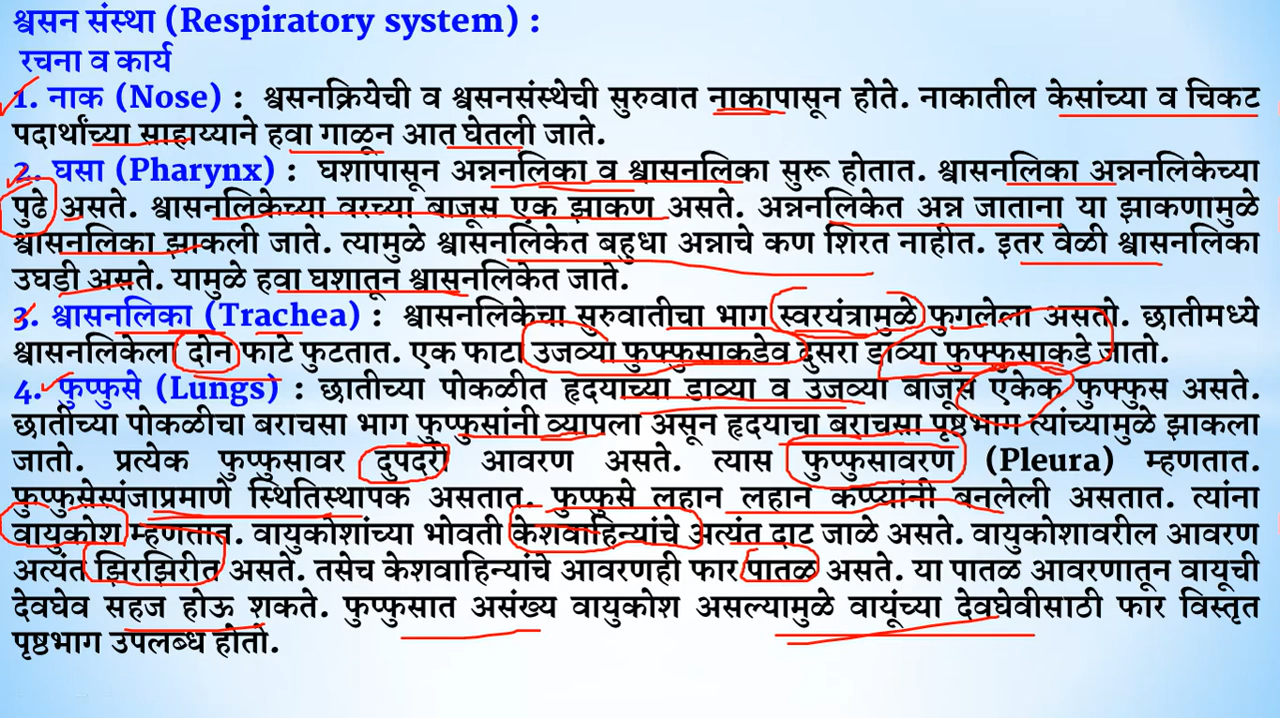 श्वसन संस्था (Respiratory system) :
रचना व कार्य
1. नाक (Nose) : श्वसनक्रियेची व श्वसनसंस्थेची सुरुवात नाकापासून होते. नाकातील केसांच्या व चिकट
पदार्थांच्या साहाय्याने हवा गाळून आत घेतली जाते.
2. घसा (Pharynx) : घशापासून अन्ननलिका व श्वासनलिका सुरू होतात. श्वासनलिका अन्ननलिकेच्या
पुढे असते. श्वासनलिकेच्या वरच्या बाजूस एक झाकण असते. अन्ननलिकेत अन्न जाताना या झाकणामुळे
श्वासनलिका झाकली जाते. त्यामुळे श्वासनलिकेत बहुधा अन्नाचे कण शिरत नाहीत. इतर वेळी श्वासनलिका
उघडी असते. यामुळे हवा घशातून श्वासनलिकेत जाते.
3. श्वासनलिका (Trachea) : श्वासनलिकेचा सुरुवातीचा भाग स्वरयंत्रामुळे फुगलेला असतो. छातीमध्ये
श्वासनलिकेला दोन फाटे फुटतात. एक फाटा उजव्या फुफ्फुसाकडेव दुसरा डाव्या फुफ्फुसाकडे जातो.
4. फुप्फुसे (Lungs) : छातीच्या पोकळीत हृदयाच्या डाव्या व उजव्या बाजूस एकेक फुफ्फुस असते.
छातीच्या पोकळीचा बराचसा भाग फुप्फुसांनी व्यापला असून हृदयाचा बराचसा पृष्ठभाग त्यांच्यामुळे झाकला
जातो. प्रत्येक फुप्फुसावर दुपदरी आवरण असते. त्यास फुप्फुसावरण (Pleura) म्हणतात.
फुप्फुसेस्पंजाप्रमाणे स्थितिस्थापक असतात. फुप्फुसे लहान लहान कप्प्यांनी बनलेली असतात. त्यांना
वायुकोश म्हणतात. वायुकोशांच्या भोवती केशवाहिन्यांचे अत्यंत दाट जाळे असते. वायुकोशावरील आवरण
अत्यंत झिरझिरीत असते. तसेच केशवाहिन्यांचे आवरणही फार पातळ असते. या पातळ आवरणातून वायूची
देवघेव सहज होऊ शकते. फुप्फुसात असंख्य वायुकोश असल्यामुळे वायूंच्या देवघेवीसाठी फार विस्तृत
पृष्ठभाग उपलब्ध होतो.